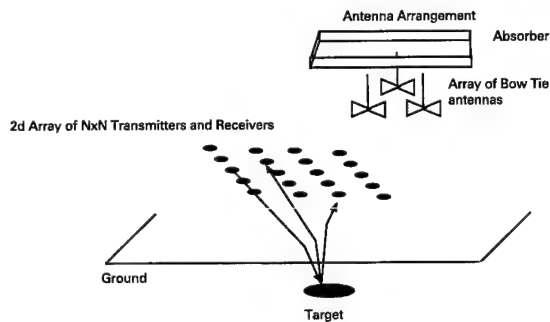 Antenna Arrangement
Absorber
Array of Bow Tie
antennas
2d Array of NxN Transmitters and Receivers
Ground
Target